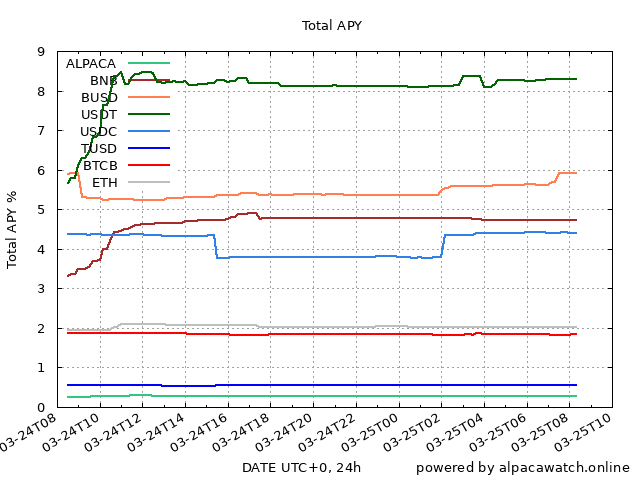 Total APY
Total APY %
9
8
7
6
5
4
3
2
1
0
ALPACA
BNB
BUSD
USDT
USDC
TUSD
BTCB
ETH
03-24T08
03-24T10
03-24T12
03-24T14
03-24T16
03-24T18
03-24T20
03-24T22
03-25T00
03-25T02
03-25T04
03-25T06
03-25T08
03-25T10
DATE UTC+0, 24h
powered by alpacawatch.online